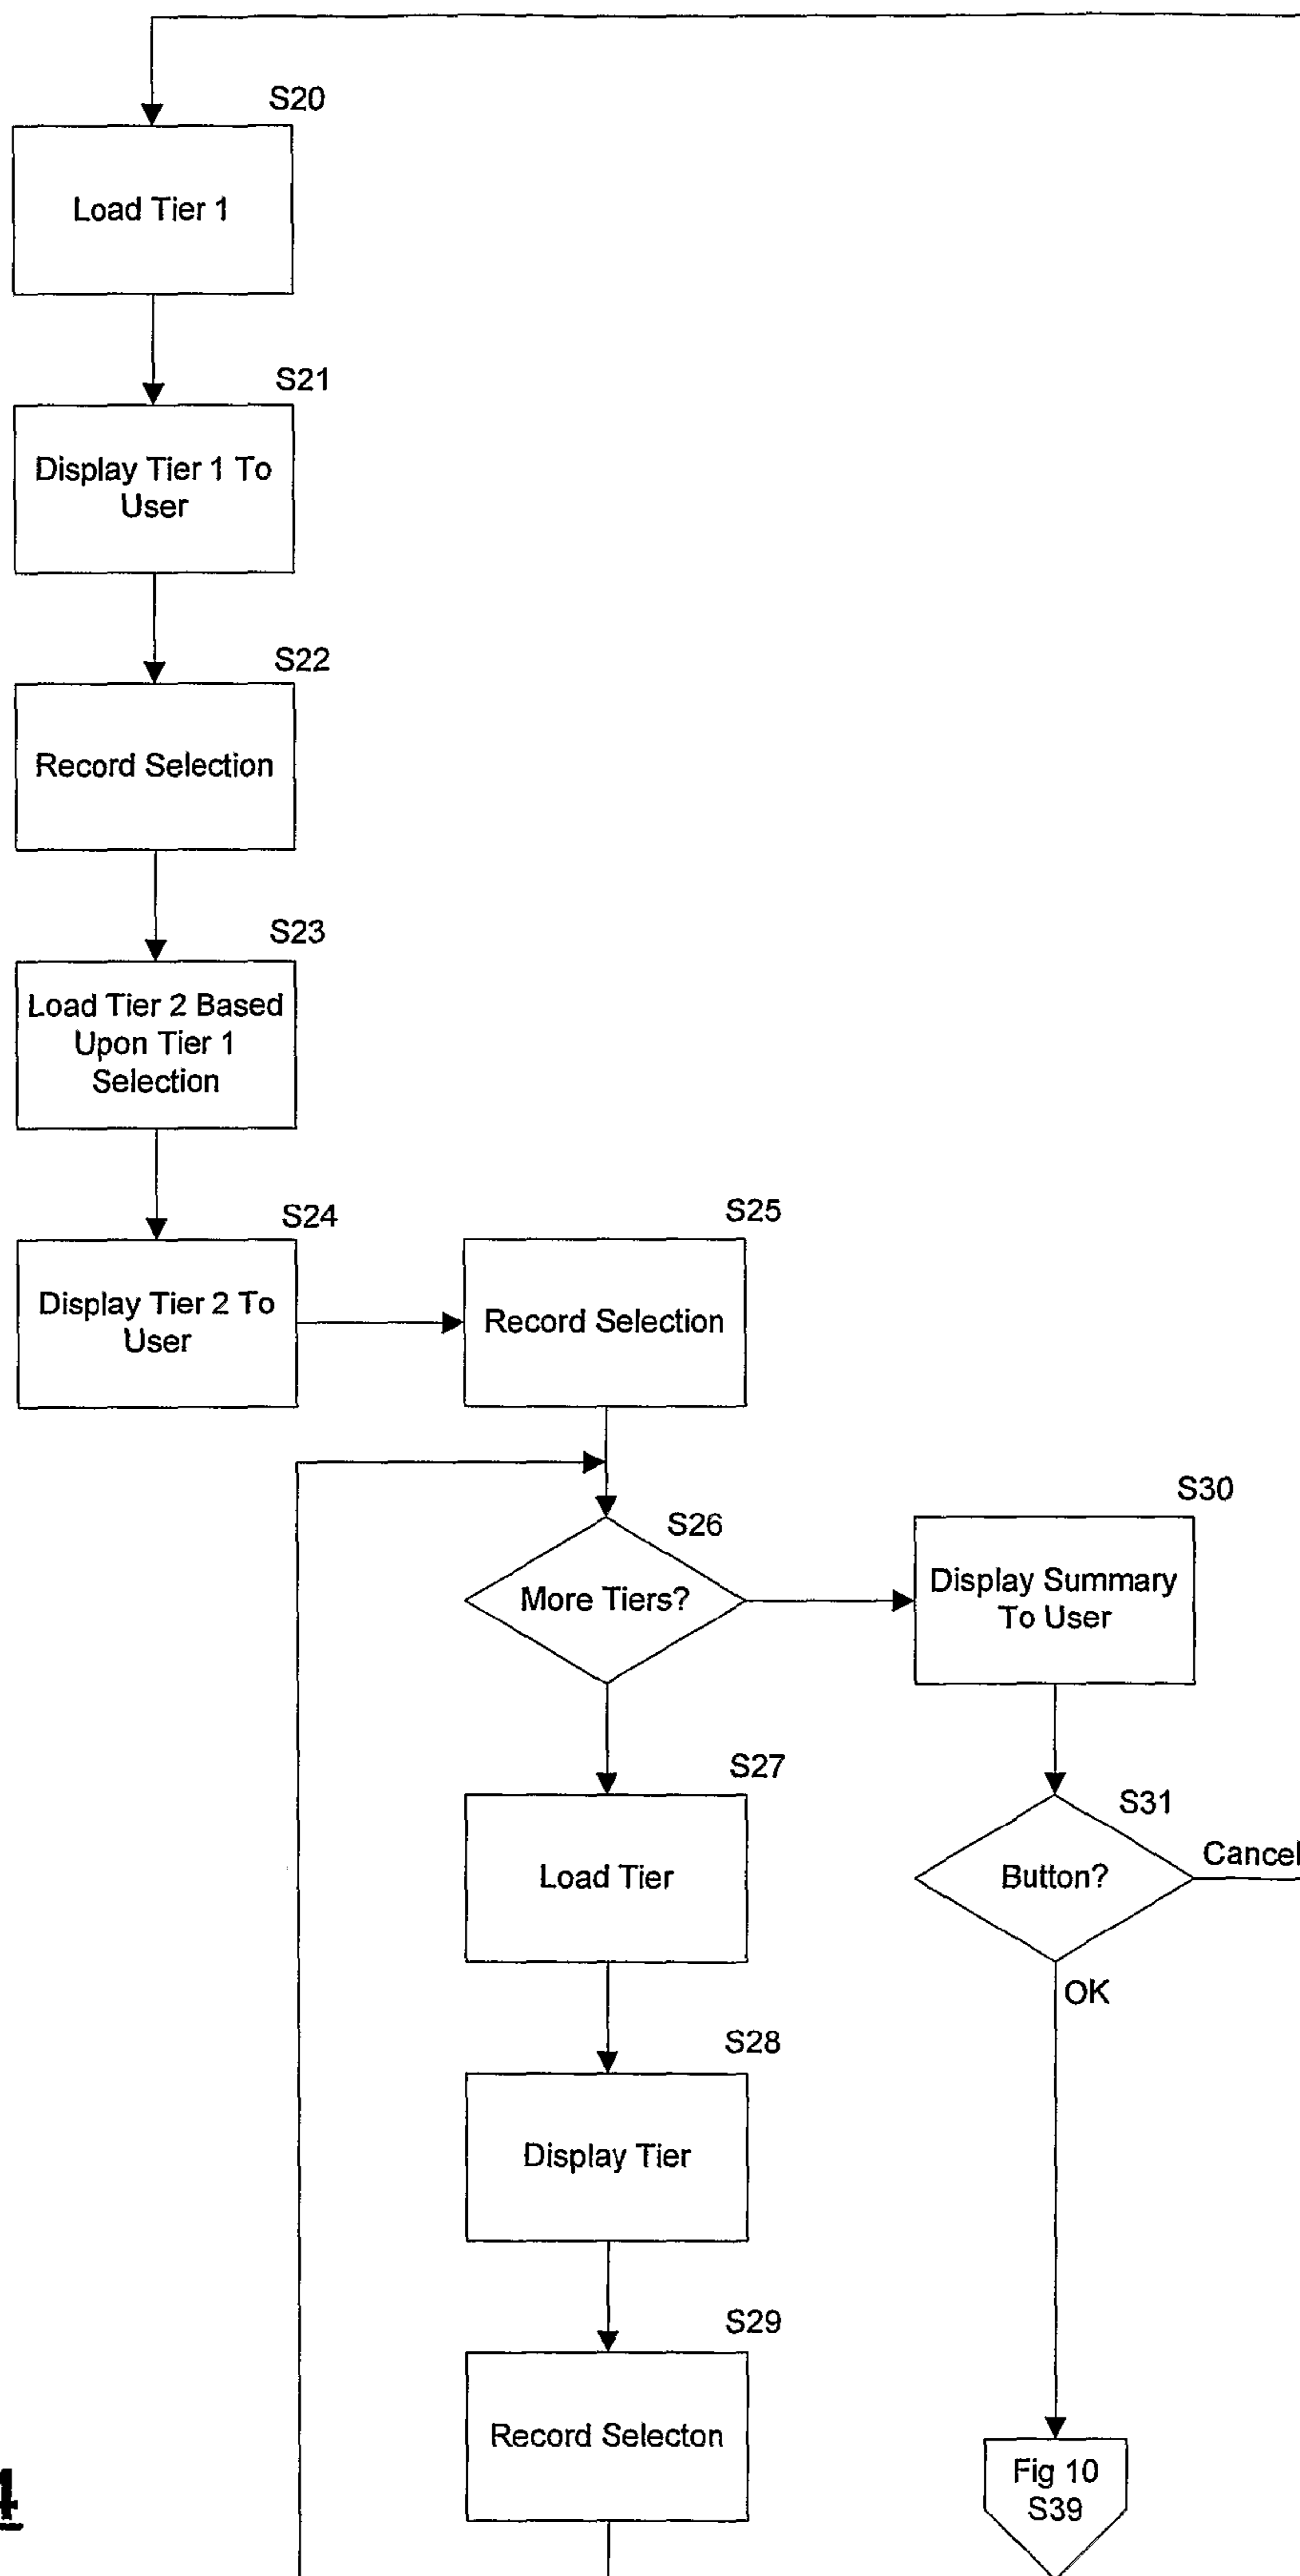 S20
Load Tier 1
S21
Display Tier 1 To
User
S22
Record Selection
S23
Load Tier 2 Based
Upon Tier 1
Selection
S24
Display Tier 2 To
User
S25
Record Selection
S26
More Tiers?
S30
Display Summary
To User
S27
Load Tier
S31
Button?
Cancel
OK
S28
Display Tier
S29
Record Selecton
Fig 10
S39
4